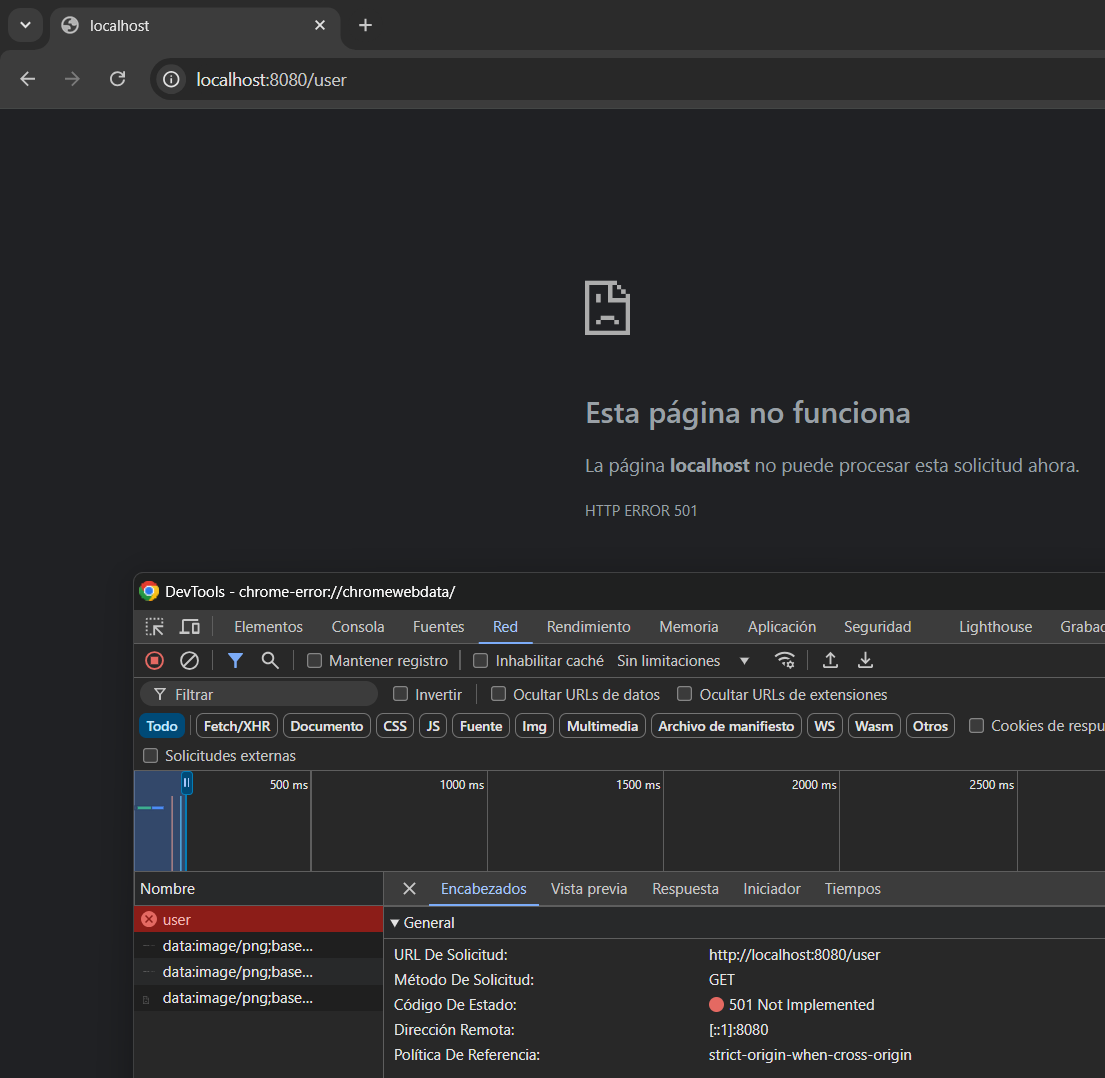 localhost
localhost:8080/user
Esta página no funciona
La página localhost no puede procesar esta solicitud ahora.
HTTP ERROR 501
DevTools - chrome-error://chromewebdata/
Elementos Consola Fuentes Red Rendimiento Memoria Aplicación Seguridad Lighthouse Grabac
Mantener registro Inhabilitar caché Sin limitaciones
Filtrar Invertir Ocultar URLs de datos Ocultar URLs de extensiones
Todo Fetch/XHR Documento CSS JS Fuente Img Multimedia Archivo de manifiesto WS Wasm Otros Cookies de respu
Solicitudes externas
500 ms 1000 ms 1500 ms 2000 ms 2500 ms
Nombre Encabezados Vista previa Respuesta Iniciador Tiempos
user
General
data:image/png;base...
URL De Solicitud: http://localhost:8080/user
data:image/png;base...
Método De Solicitud: GET
data:image/png;base...
Código De Estado: 501 Not Implemented
Dirección Remota: [::1]:8080
Política De Referencia: strict-origin-when-cross-origin